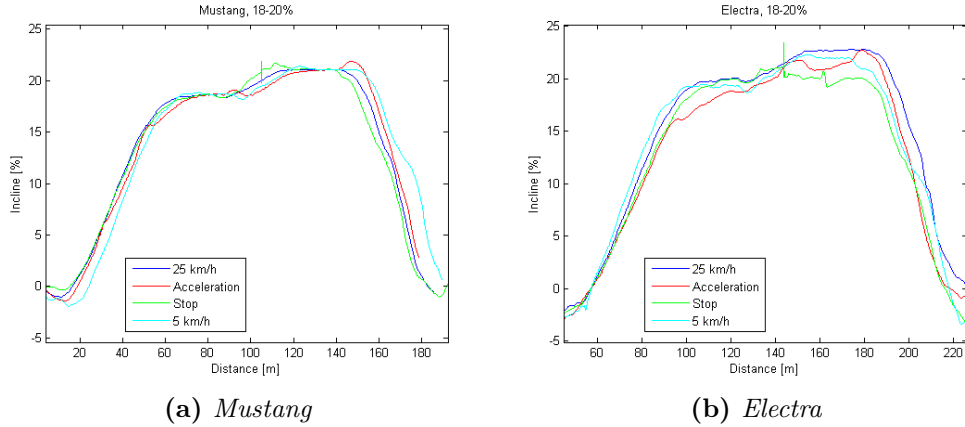 Mustang, 18-20%
25
20
15
10
5
0
-5
Incline [%]
25 km/h
Acceleration
Stop
5 km/h
20 40 60 80 100 120 140 160 180
Distance [m]
(a) Mustang
Electra, 18-20%
25
20
15
10
5
0
-5
Incline [%]
25 km/h
Acceleration
Stop
5 km/h
60 80 100 120 140 160 180 200 220
Distance [m]
(b) Electra